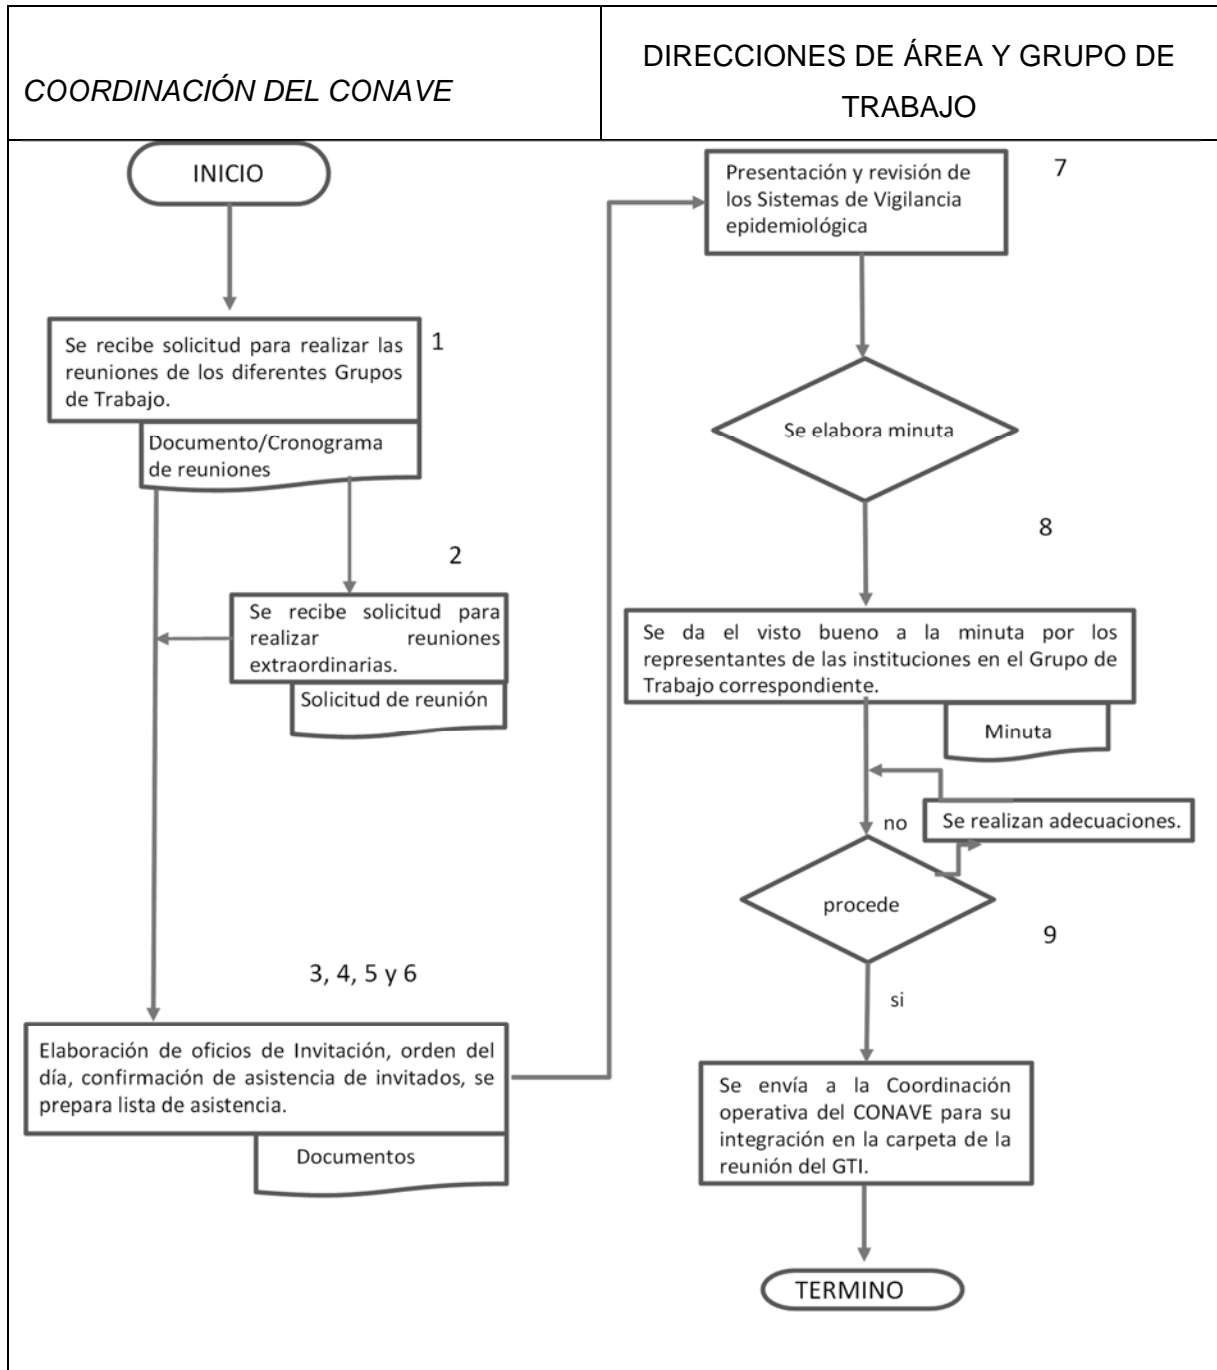 COORDINACIÓN DEL CONAVE
DIRECCIONES DE ÁREA Y GRUPO DE
TRABAJO
INICIO
1
Se recibe solicitud para realizar las
reuniones de los diferentes Grupos
de Trabajo.
Documento/Cronograma
de reuniones
2
Se recibe solicitud para
realizar reuniones
extraordinarias.
Solicitud de reunión
3, 4, 5 y 6
Elaboración de oficios de Invitación, orden del
día, confirmación de asistencia de invitados, se
prepara lista de asistencia.
Documentos
7
Presentación y revisión de
los Sistemas de Vigilancia
epidemiológica
Se elabora minuta
8
Se da el visto bueno a la minuta por los
representantes de las instituciones en el Grupo de
Trabajo correspondiente.
Minuta
no
Se realizan adecuaciones.
procede
9
si
Se envía a la Coordinación
operativa del CONAVE para su
integración en la carpeta de la
reunión del GTI.
TERMINO